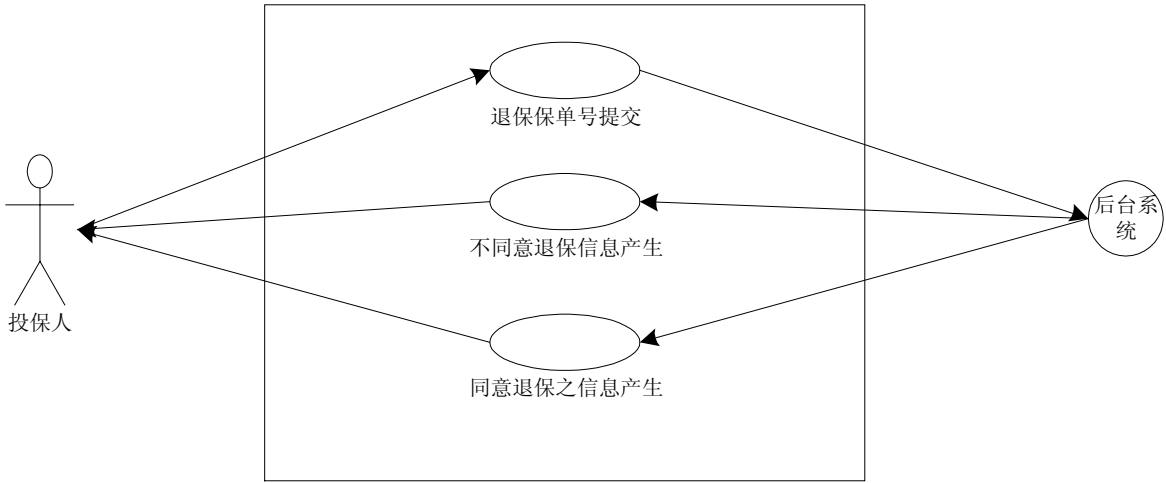 退保保单号提交
不同意退保信息产生
后台系
统
投保人
同意退保之信息产生